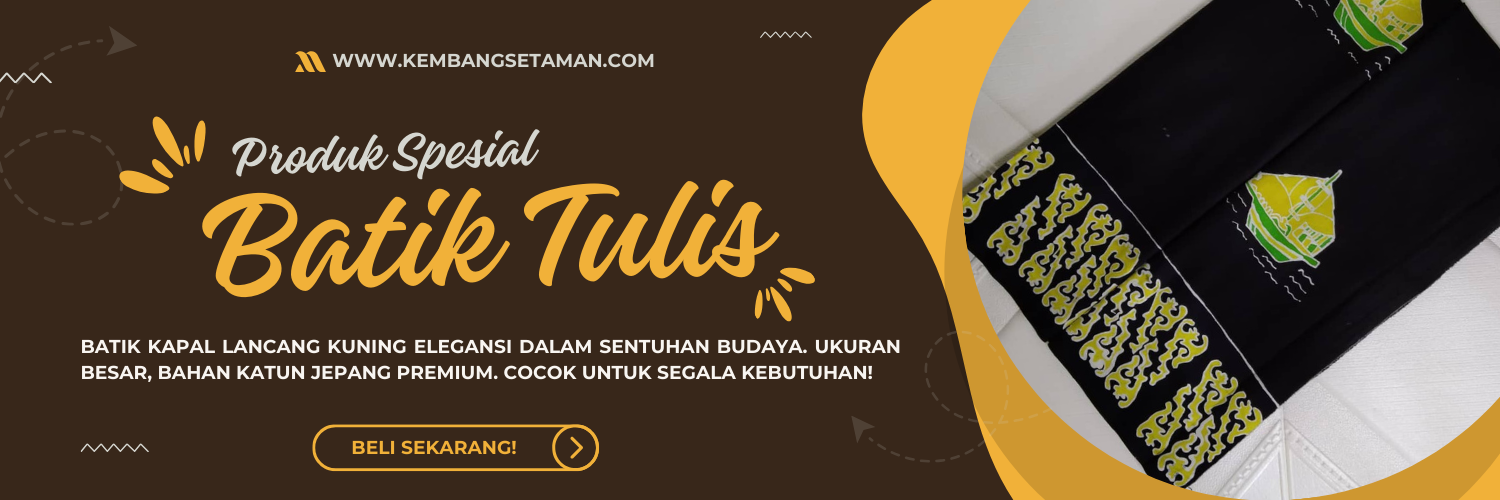 WWW.KEMBANGSETAMAN.COM
Produk Spesial
Batik Tulis
BATIK KAPAL LANCANG KUNING ELEGANSI DALAM SENTUHAN BUDAYA. UKURAN
BESAR, BAHAN KATUN JEPANG PREMIUM. COCOK UNTUK SEGALA KEBUTUHAN!
BELI SEKARANG!